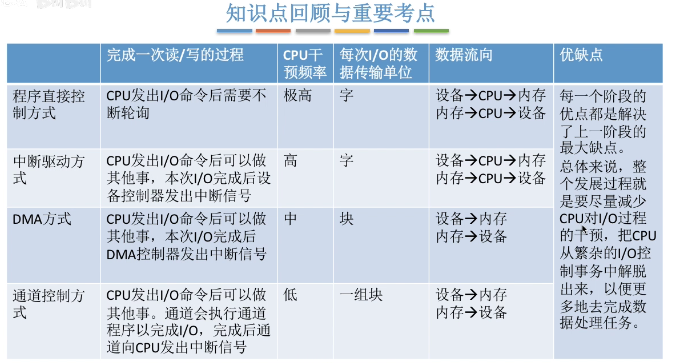 知识点回顾与重要考点
完成一次读/写的过程
CPU干
预频率
每次I/O的数
据传输单位
数据流向
优缺点
程序直接控
制方式
CPU发出I/O命令后需要不
断轮询
极高
字
设备→CPU→内存
内存→CPU→设备
中断驱动方
式
CPU发出I/O命令后可以做
其他事，本次I/O完成后设
备控制器发出中断信号
高
字
设备→CPU→内存
内存→CPU→设备
DMA方式
CPU发出I/O命令后可以做
其他事，本次I/O完成后
DMA控制器发出中断信号
中
块
设备→内存
内存→设备
通道控制方
式
CPU发出I/O命令后可以做
其他事。通道会执行通道
程序以完成I/O，完成后通
道向CPU发出中断信号
低
一组块
设备→内存
内存→设备
每一个阶段的
优点都是解决
了上一阶段的
最大缺点。
总体来说，整
个发展过程就
是要尽量减少
CPU对I/O过程
的干预，把CPU
从繁杂的I/O控
制事务中解脱
出来，以便更
多地去完成数
据处理任务。